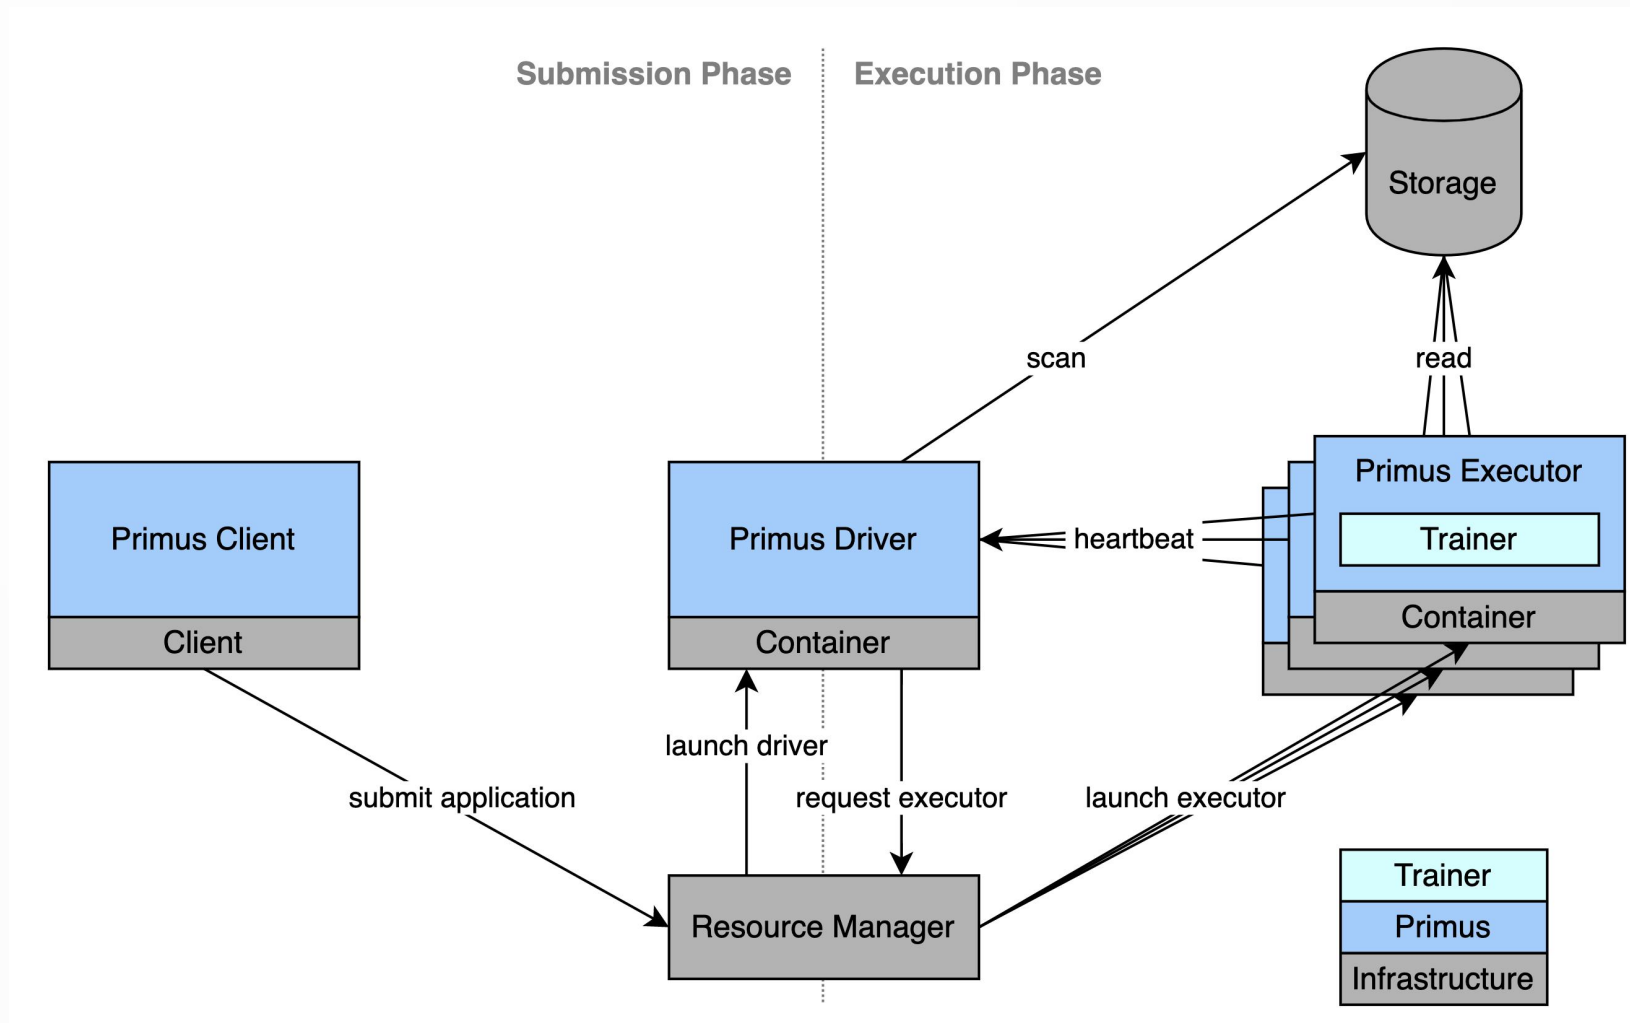 Submission Phase
Execution Phase
Storage
scan
read
Primus Client
Client
Primus Driver
Container
heartbeat
Primus Executor
Trainer
Container
launch driver
submit application
request executor
launch executor
Resource Manager
Trainer
Primus
Infrastructure